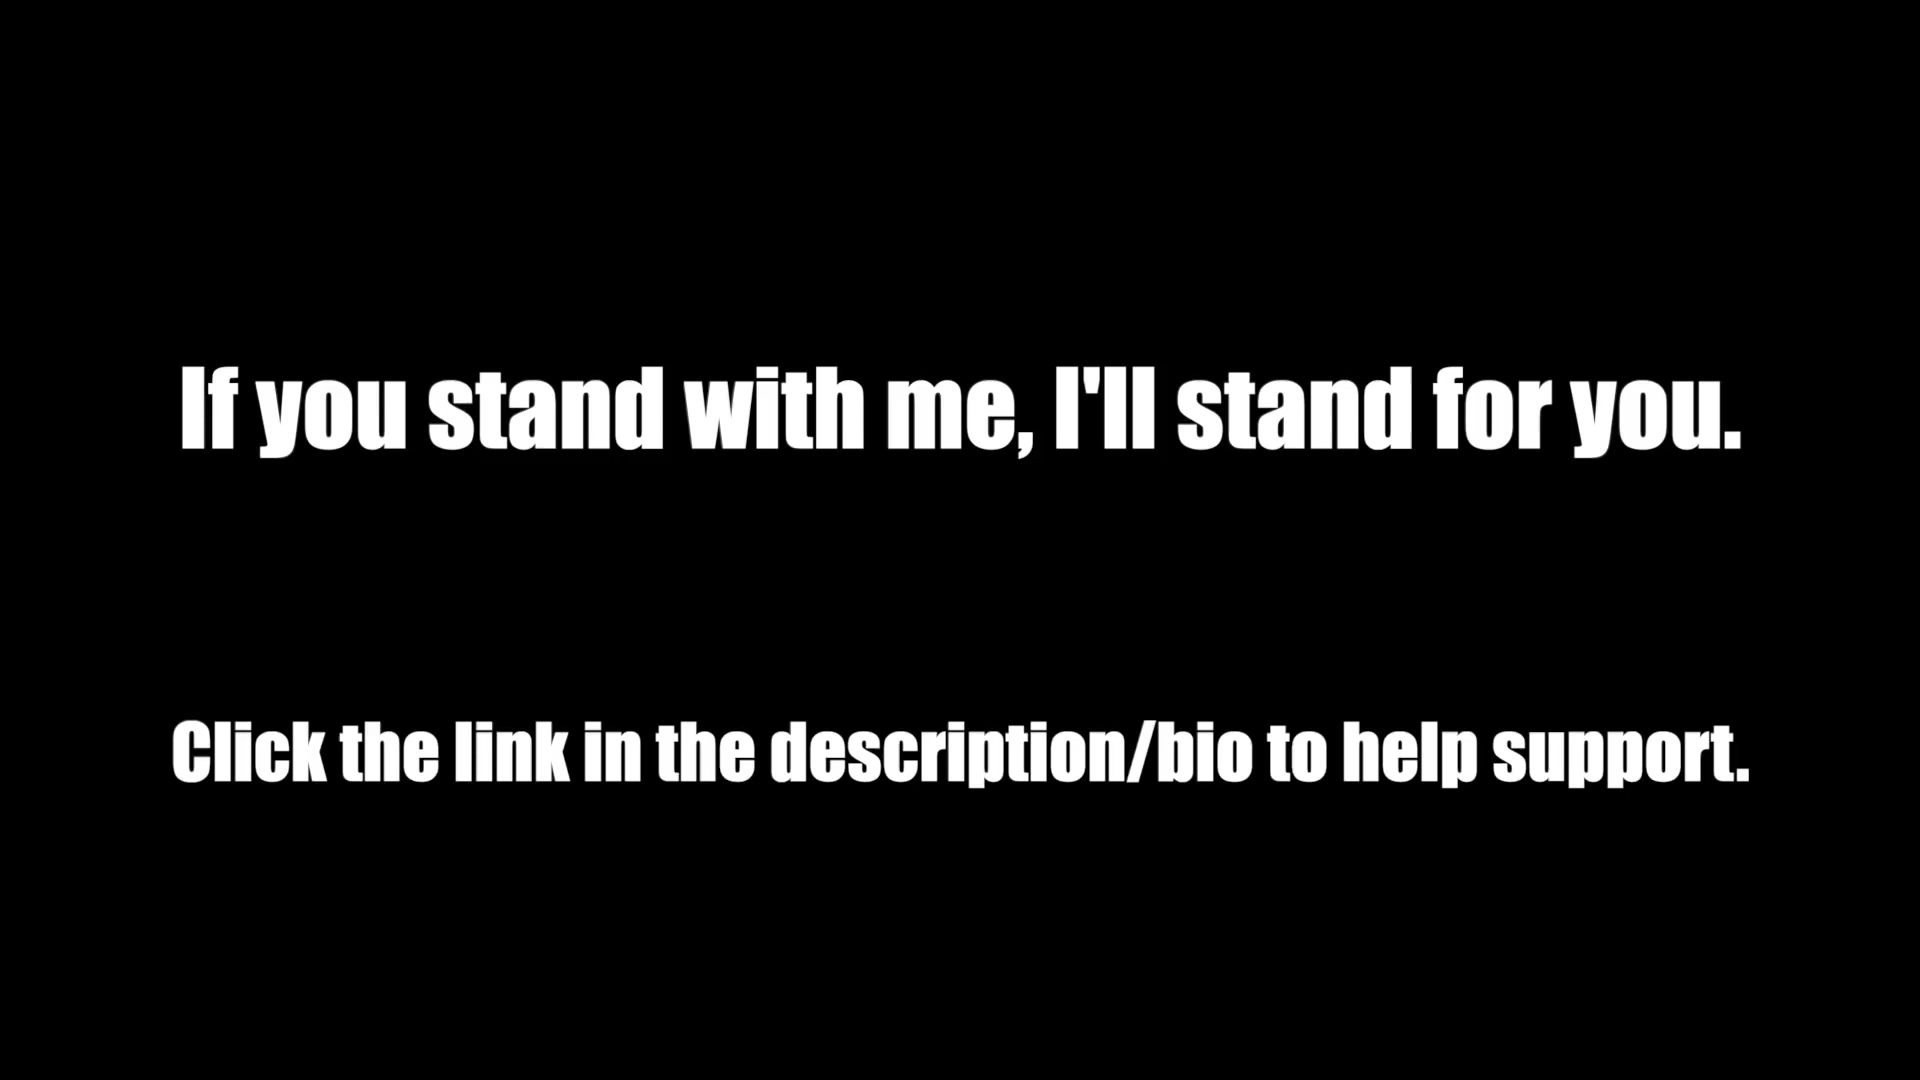 If you stand with me, I'll stand for you.
Click the link in the description/bio to help support.